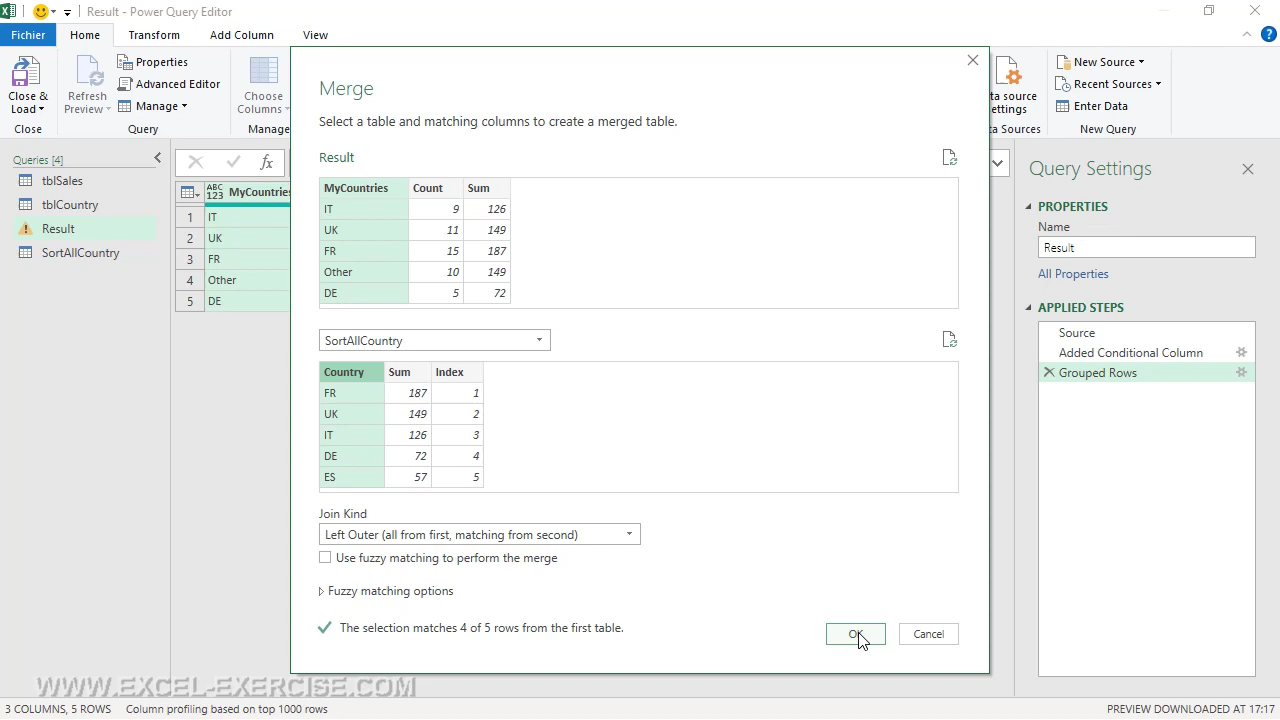 Result - Power Query Editor
Fichier Home Transform Add Column View
Close & Load
Close
Refresh Preview
Properties
Advanced Editor
Manage
Query
Choose Columns
Manage
ata source settings
ta Sources
New Source
Recent Sources
Enter Data
New Query
Queries [4]
tblSales
tblCountry
Result
SortAllCountry
fx
ABC 123 MyCountries
1 IT
2 UK
3 FR
4 Other
5 DE
Merge
Select a table and matching columns to create a merged table.
Result
MyCountries Count Sum
IT 9 126
UK 11 149
FR 15 187
Other 10 149
DE 5 72
SortAllCountry
Country Sum Index
FR 187 1
UK 149 2
IT 126 3
DE 72 4
ES 57 5
Join Kind
Left Outer (all from first, matching from second)
Use fuzzy matching to perform the merge
Fuzzy matching options
The selection matches 4 of 5 rows from the first table.
OK Cancel
Query Settings
PROPERTIES
Name
Result
All Properties
APPLIED STEPS
Source
Added Conditional Column
Grouped Rows
WWW.EXCEL-EXERCISE.COM
3 COLUMNS, 5 ROWS Column profiling based on top 1000 rows
PREVIEW DOWNLOADED AT 17:17